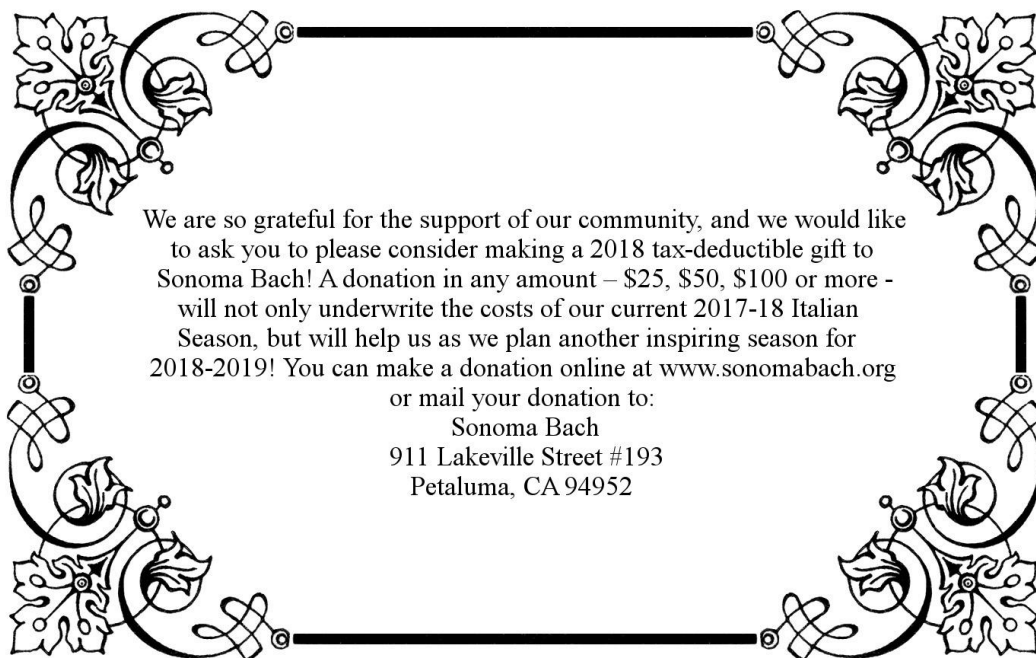 We are so grateful for the support of our community, and we would like
to ask you to please consider making a 2018 tax-deductible gift to
Sonoma Bach! A donation in any amount – $25, $50, $100 or more -
will not only underwrite the costs of our current 2017-18 Italian
Season, but will help us as we plan another inspiring season for
2018-2019! You can make a donation online at www.sonomabach.org
or mail your donation to:
Sonoma Bach
911 Lakeville Street #193
Petaluma, CA 94952